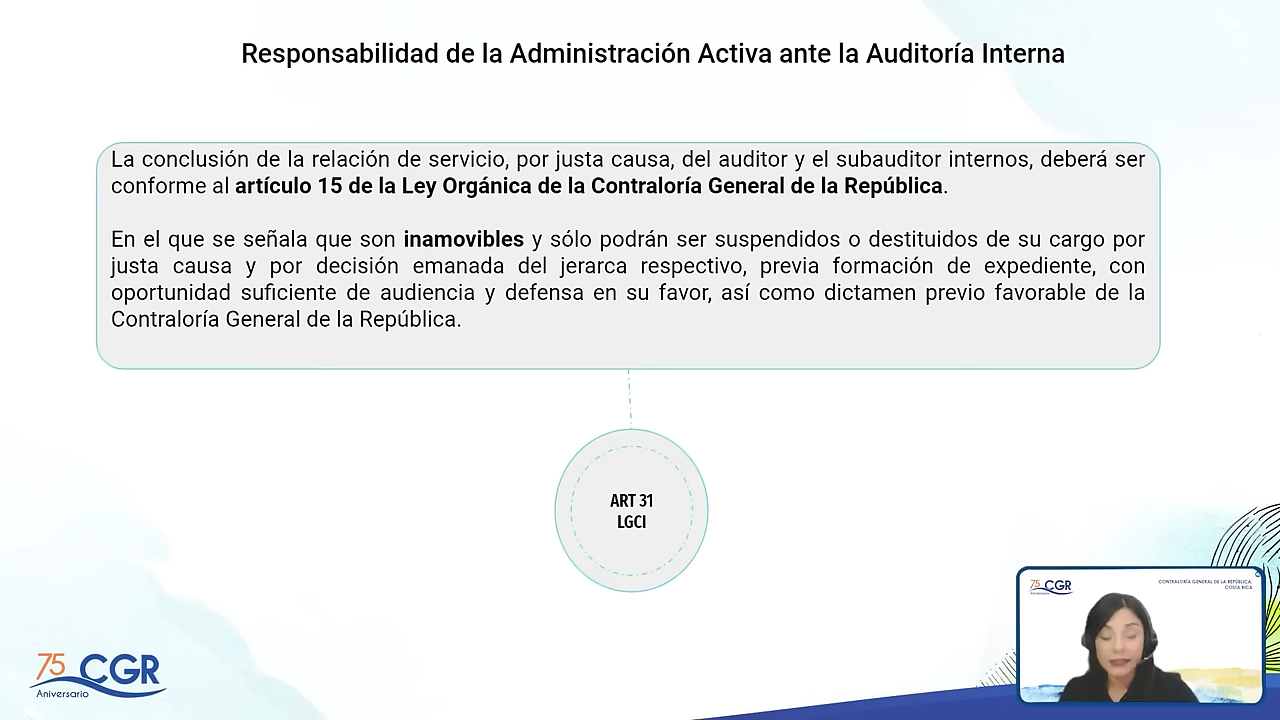 Responsabilidad de la Administración Activa ante la Auditoría Interna
La conclusión de la relación de servicio, por justa causa, del auditor y el subauditor internos, deberá ser
conforme al artículo 15 de la Ley Orgánica de la Contraloría General de la República.
En el que se señala que son inamovibles y sólo podrán ser suspendidos o destituidos de su cargo por
justa causa y por decisión emanada del jerarca respectivo, previa formación de expediente, con
oportunidad suficiente de audiencia y defensa en su favor, así como dictamen previo favorable de la
Contraloría General de la República.
ART 31
LGCI
75 CGR
Aniversario
75 CGR
Aniversario
CONTRALORÍA GENERAL DE LA REPÚBLICA,
COSTA RICA